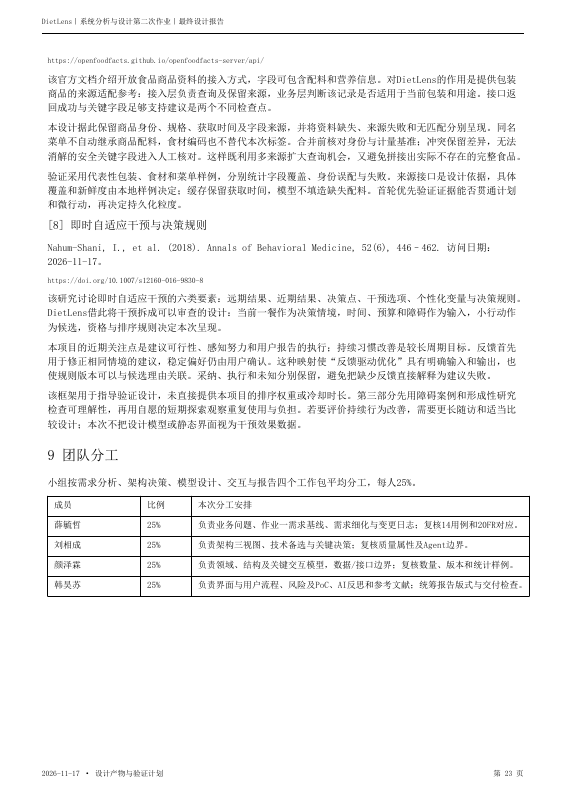 DietLens | 系统分析与设计第二次作业 | 最终设计报告
https://openfoodfacts.github.io/openfoodfacts-server/api/
该官方文档介绍开放食品商品资料的接入方式，字段可包含配料和营养信息。对DietLens的作用是提供包装
商品的来源适配参考：接入层负责查询及保留来源，业务层判断该记录是否适用于当前包装和用途。接口返
回成功与关键字段足够支持建议是两个不同检查点。
本设计据此保留商品身份、规格、获取时间及字段来源，并将资料缺失、来源失败和无匹配分别呈现。同名
菜单不自动继承商品标签，食材编码也不替代本次标签。合并前核对身份与计量基准；冲突保留差异，无法
消解的安全关键字段进入人工核对。这样既利用多来源扩大查询机会，又避免拼接出实际不存在的完整食品。
验证采用代表性包装、食材和菜单样例，分别统计字段覆盖、身份误配与失败。来源接口是设计依据，具体
覆盖和新鲜度由本地样例决定；缓存保留获取时间，模型不填造缺失配料。首轮优先验证证据能否贯通计划
和微行动，再决定持久化粒度。
[8] 即时自适应干预与决策规则
Nahum-Shani, I., et al. (2018). Annals of Behavioral Medicine, 52(6), 446–462. 访问日期：
2026-11-17。
https://doi.org/10.1007/s12160-016-9830-8
该研究讨论即时自适应干预的六类要素：远期结果、近期结果、决策点、干预选项、个性化变量与决策规则。
DietLens借此将干预拆成可以审查的设计：当前一餐作为决策情境，时间、预算和障碍作为输入，小行动作
为候选，资格与排序规则决定本次呈现。
本项目的近期关注点是建议可行性、感知努力和用户报告的执行；持续习惯改善是较长周期目标。反馈首先
用于修正相同情境的建议，稳定偏好仍由用户确认。这种映射使“反馈驱动优化”具有明确输入和输出，也
使规则版本可以与候选理由关联。采纳、执行和未知分别保留，避免把缺少反馈直接解释为建议失败。
该框架用于指导验证设计，未直接提供本项目的排序权重或冷却时长。第三部分先用障碍案例和形成性研究
检查可理解性，再用自愿的短期探索观察重复使用与负担。若要评价持续行为改善，需要更长随访和适当比
较设计；本次不把设计模型或静态界面视为干预效果数据。
9 团队分工
小组按需求分析、架构决策、模型设计、交互与报告四个工作包平均分工，每人25%。
成员 比例 本次分工安排
薛毓哲 25% 负责业务问题、作业一需求基线、需求细化与变更日志；复核14用例和20FR对应。
刘相成 25% 负责架构三视图、技术备选与关键决策；复核质量属性及Agent边界。
颜泽霖 25% 负责领域、结构及关键交互模型，数据/接口边界；复核数量、版本和统计样例。
韩昊苏 25% 负责界面与用户流程、风险及PoC、AI反思和参考文献；统筹报告版式与交付检查。
2026-11-17 • 设计产物与验证计划
第 23 页